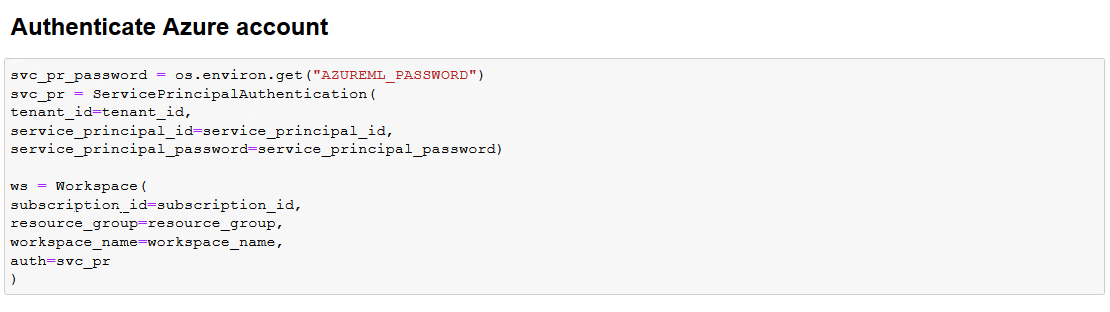 Authenticate Azure account
svc_pr_password = os.environ.get("AZUREML_PASSWORD")
svc_pr = ServicePrincipalAuthentication(
tenant_id=tenant_id,
service_principal_id=service_principal_id,
service_principal_password=service_principal_password)
ws = Workspace(
subscription_id=subscription_id,
resource_group=resource_group,
workspace_name=workspace_name,
auth=svc_pr
)